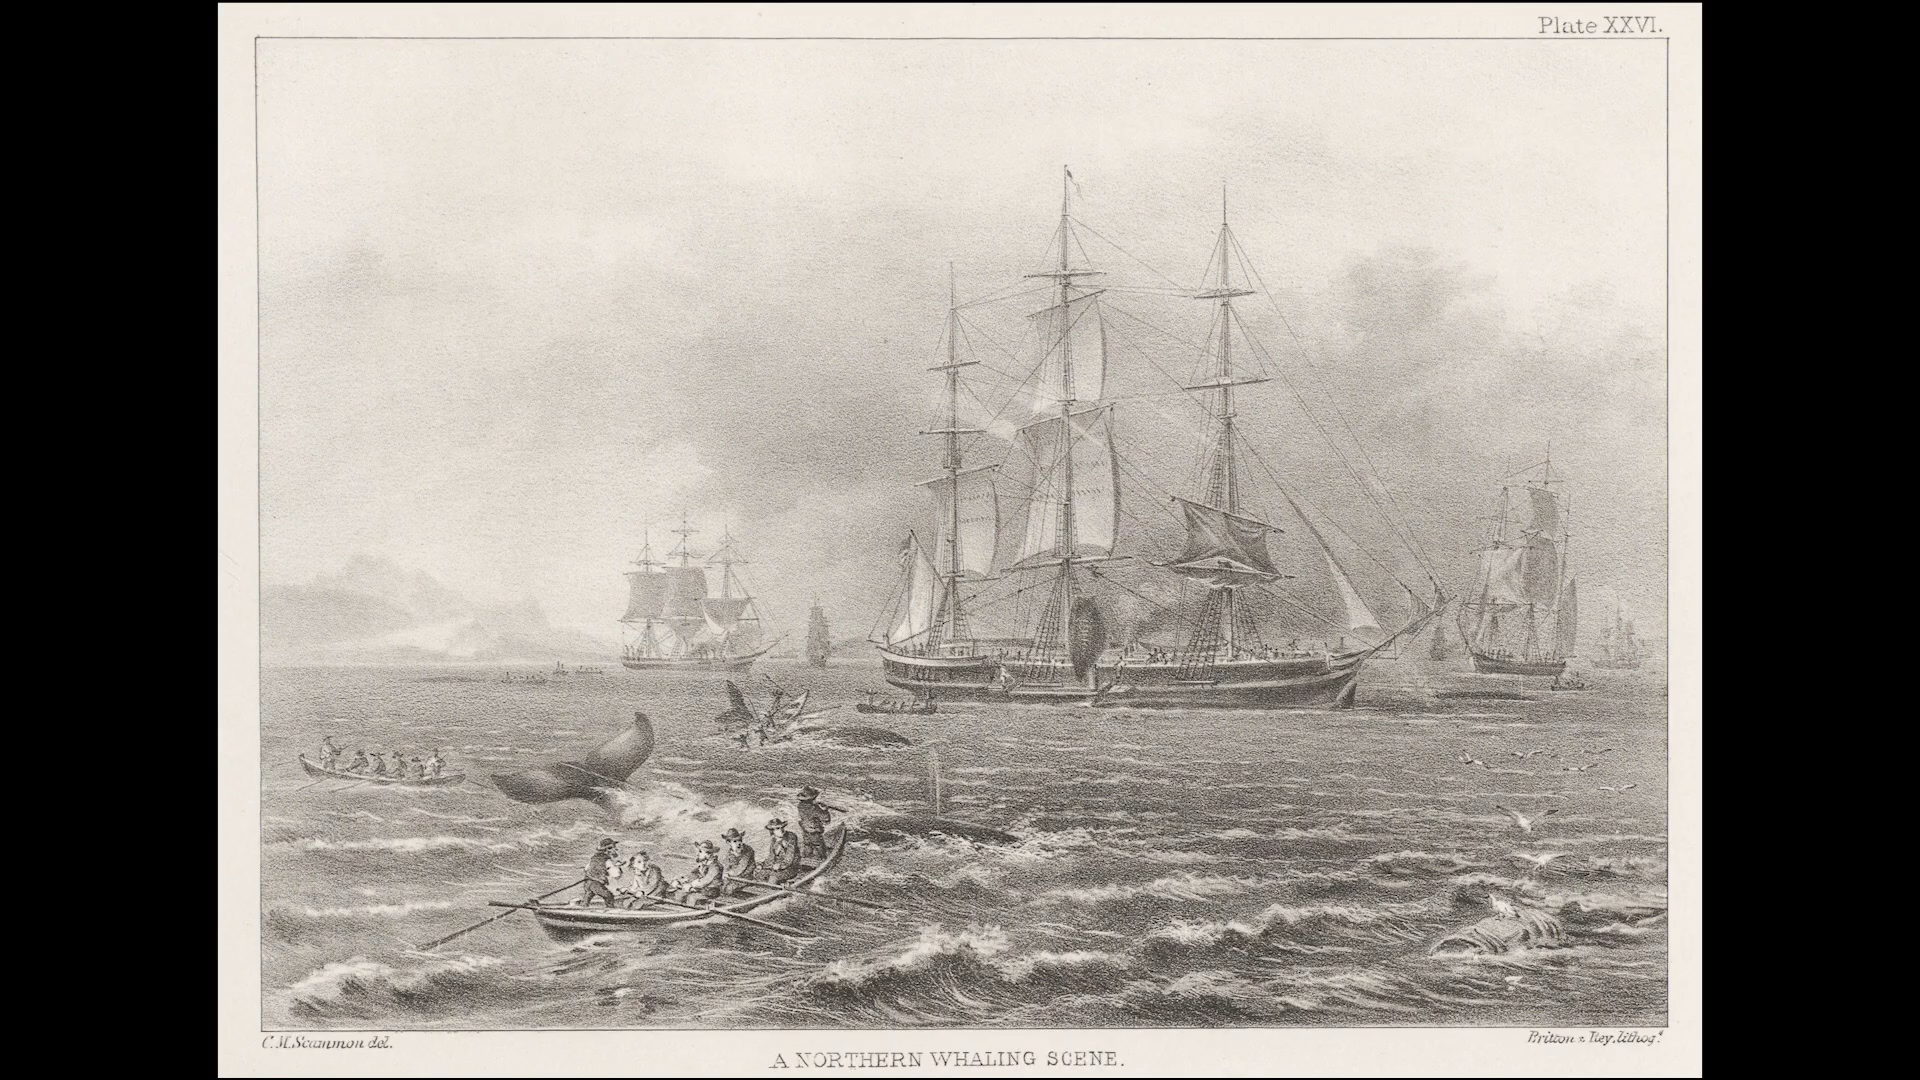 Plate XXVI.
C. M. Scammon del.
Britton & Rey, lithog.
A NORTHERN WHALING SCENE.